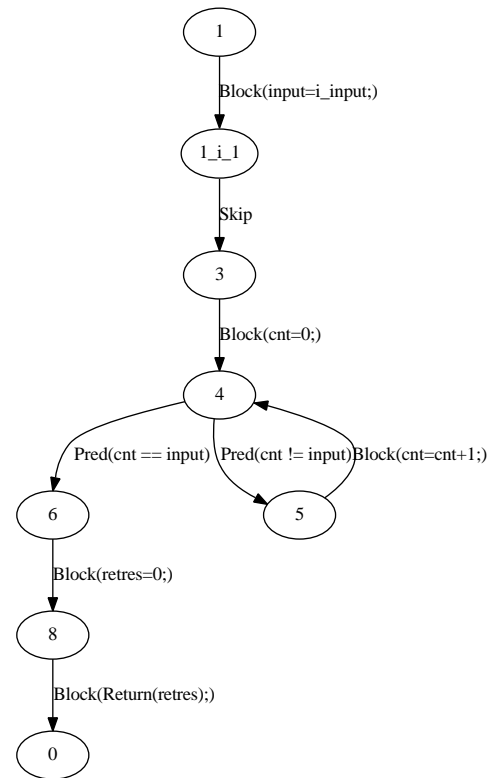 1
Block(input=i_input;)
1_i_1
Skip
3
Block(cnt=0;)
4
Pred(cnt == input)
Pred(cnt != input)
Block(cnt=cnt+1;)
6
5
Block(retres=0;)
8
Block(Return(retres);)
0